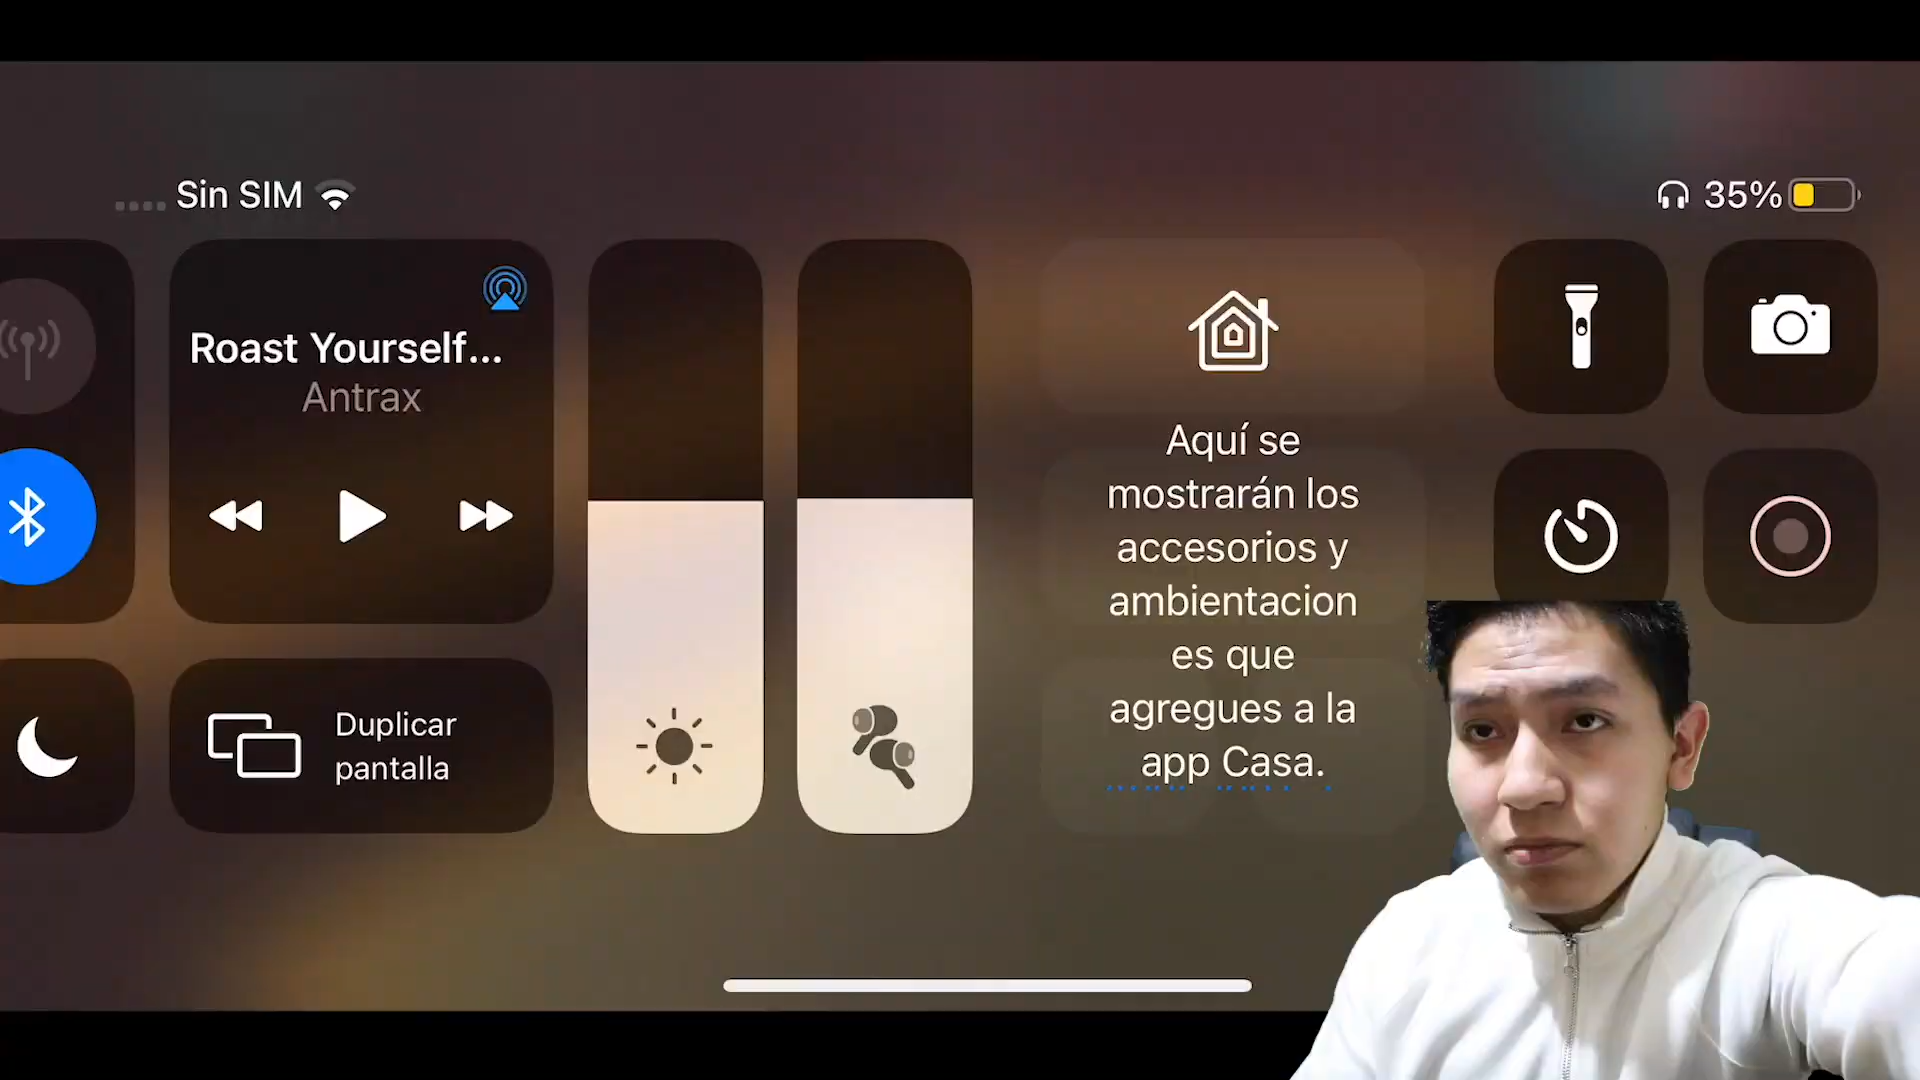 Sin SIM
35%
Roast Yourself...
Antrax
Duplicar
pantalla
Aquí se
mostrarán los
accesorios y
ambientacion
es que
agregues a la
app Casa.